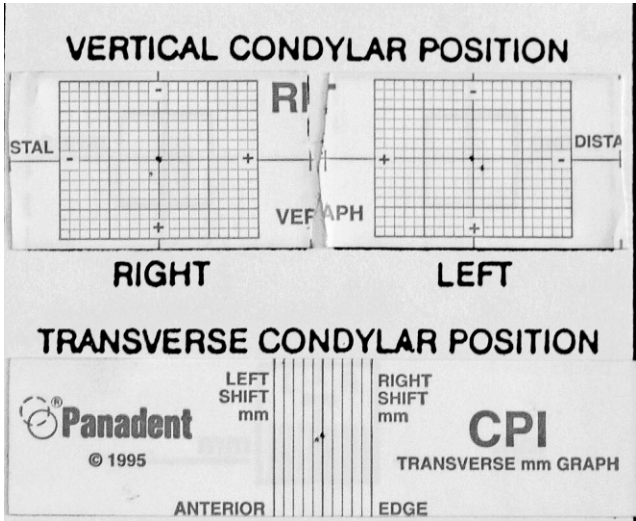 VERTICAL CONDYLAR POSITION
-
-
STAL
-
+
+
-
DISTA
+
+
RIGHT
LEFT
TRANSVERSE CONDYLAR POSITION
LEFT
SHIFT
mm
RIGHT
SHIFT
mm
®
Panadent
© 1995
CPI
TRANSVERSE mm GRAPH
ANTERIOR
EDGE